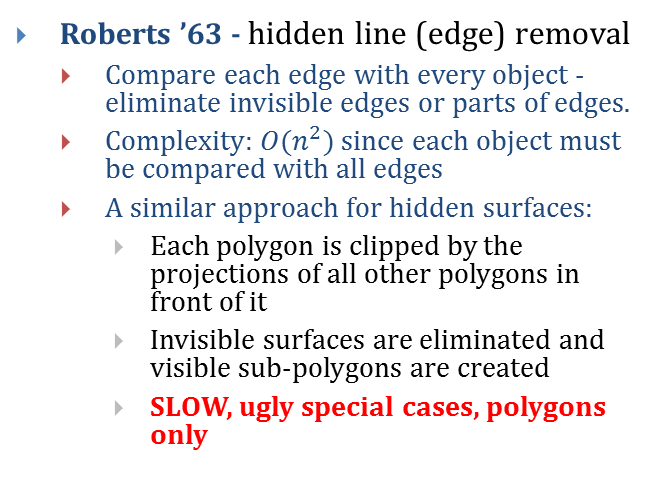 Roberts ’63 - hidden line (edge) removal
Compare each edge with every object -
eliminate invisible edges or parts of edges.
Complexity: O(n²) since each object must
be compared with all edges
A similar approach for hidden surfaces:
Each polygon is clipped by the
projections of all other polygons in
front of it
Invisible surfaces are eliminated and
visible sub-polygons are created
SLOW, ugly special cases, polygons
only